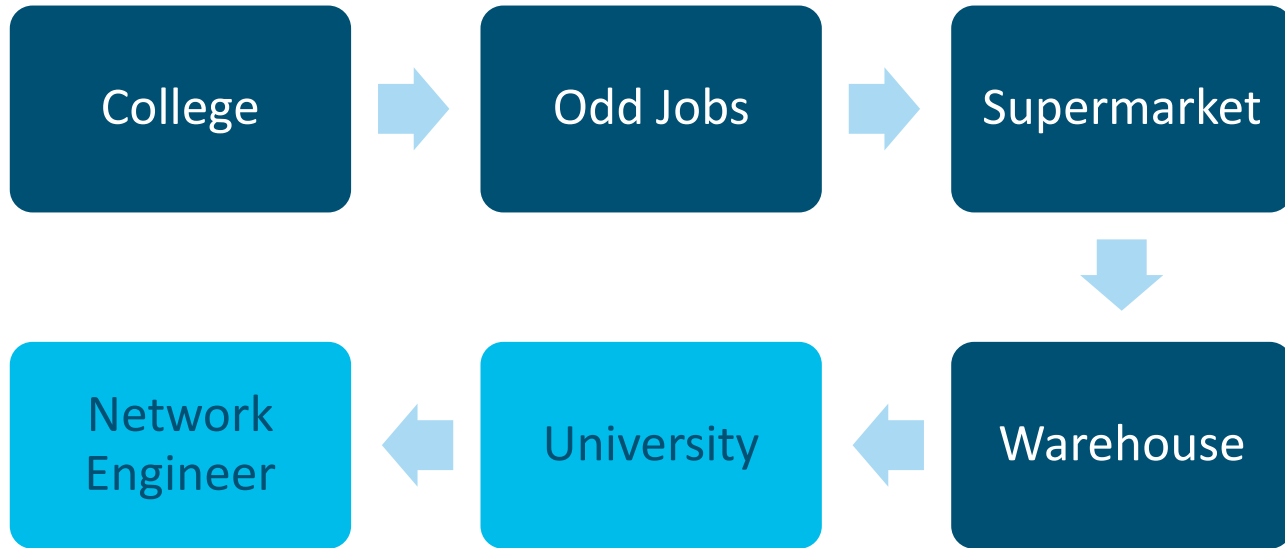 College
Odd Jobs
Supermarket
Warehouse
University
Network
Engineer